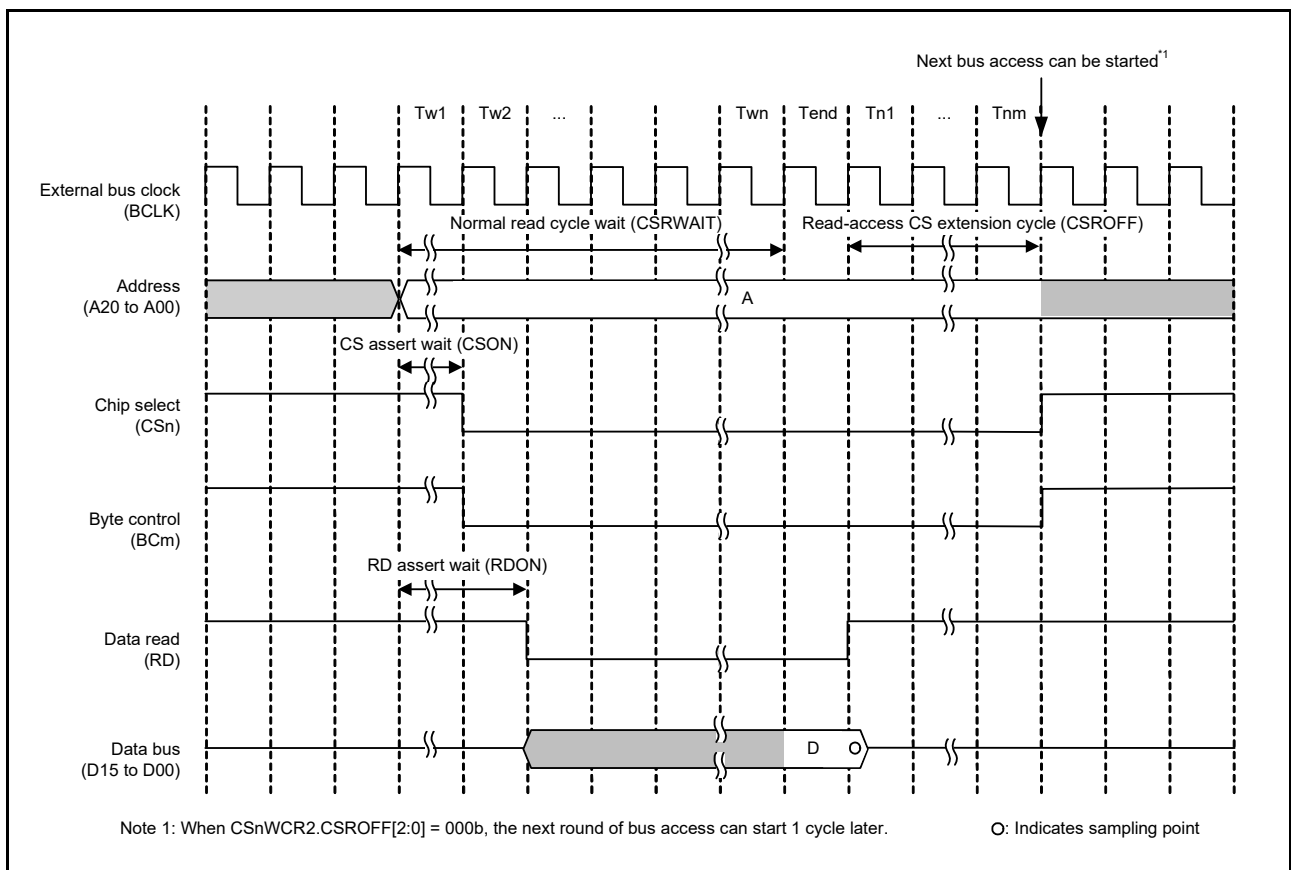 Next bus access can be started*1
Tw1 Tw2 ... Twn Tend Tn1 ... Tnm
External bus clock
(BCLK)
Normal read cycle wait (CSRWAIT) Read-access CS extension cycle (CSROFF)
Address
(A20 to A00)
A
CS assert wait (CSON)
Chip select
(CSn)
Byte control
(BCm)
RD assert wait (RDON)
Data read
(RD)
Data bus
(D15 to D00)
D O
Note 1: When CSnWCR2.CSROFF[2:0] = 000b, the next round of bus access can start 1 cycle later. O: Indicates sampling point